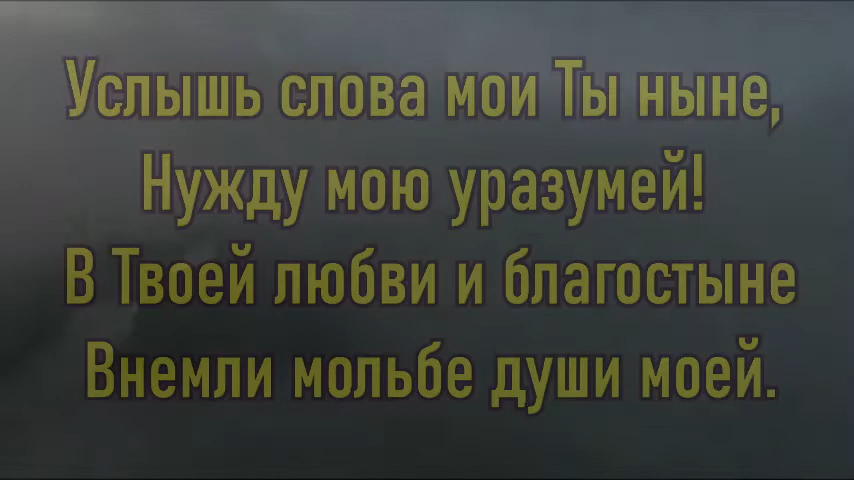 Услышь слова мои Ты ныне,
Нужду мою уразумей!
В Твоей любви и благостыне
Внемли мольбе души моей.